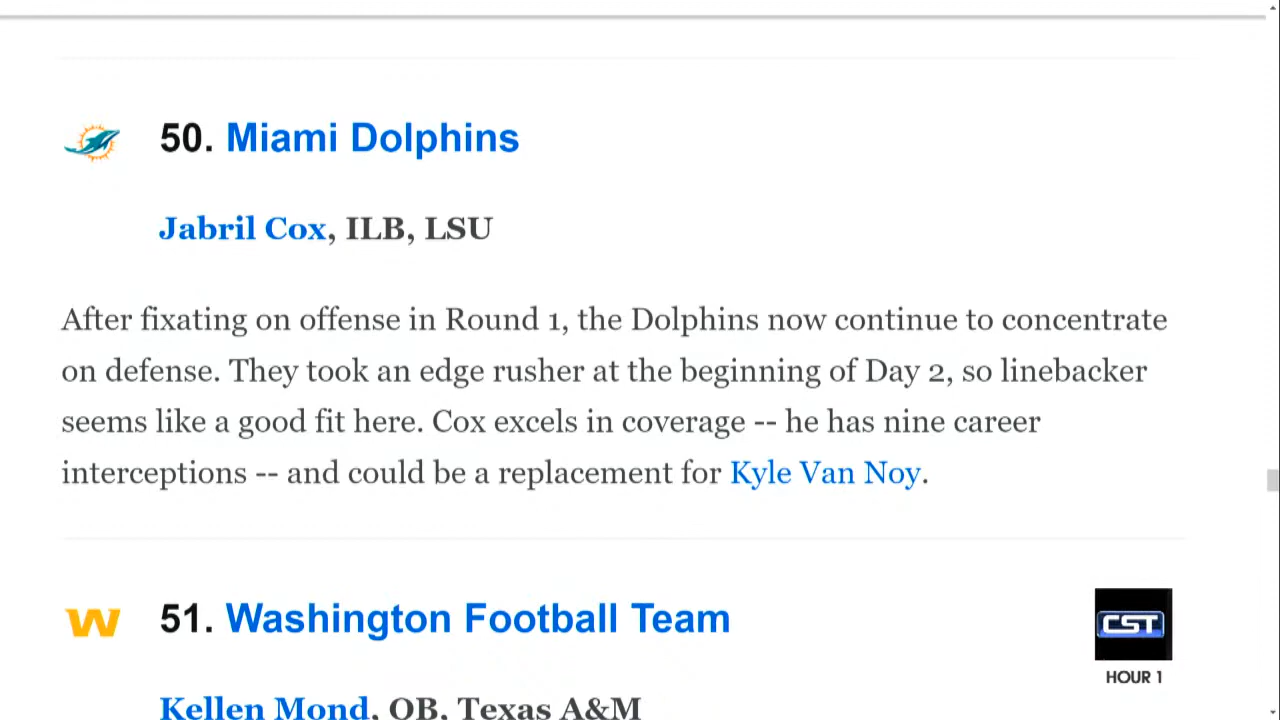 50. Miami Dolphins
Jabril Cox, ILB, LSU
After fixating on offense in Round 1, the Dolphins now continue to concentrate
on defense. They took an edge rusher at the beginning of Day 2, so linebacker
seems like a good fit here. Cox excels in coverage -- he has nine career
interceptions -- and could be a replacement for Kyle Van Noy.
W
51. Washington Football Team
CST
HOUR 1
Kellen Mond, QB, Texas A&M